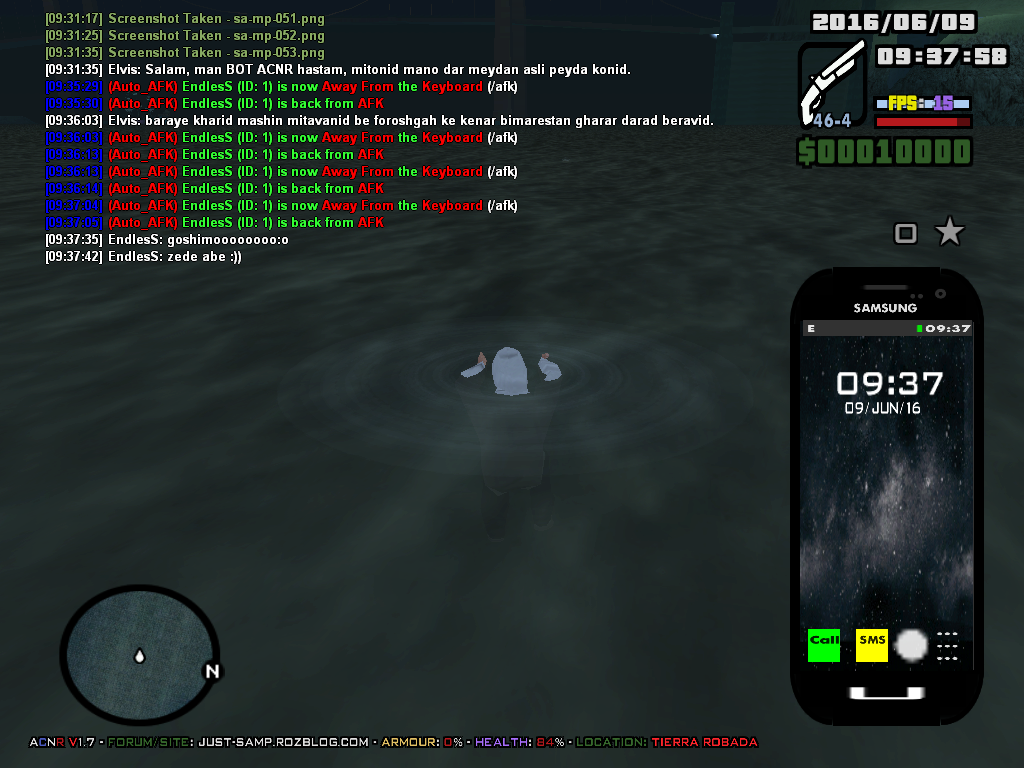 [09:31:17] Screenshot Taken - sa-mp-051.png
[09:31:25] Screenshot Taken - sa-mp-052.png
[09:31:35] Screenshot Taken - sa-mp-053.png
[09:31:35] Elvis: Salam, man BOT ACNR hastam, mitonid mano dar meydan asli peyda konid.
[09:35:29] (Auto_AFK) EndlesS (ID: 1) is now Away From the Keyboard (/afk)
[09:35:30] (Auto_AFK) EndlesS (ID: 1) is back from AFK
[09:36:03] Elvis: baraye kharid mashin mitavanid be foroshgah ke kenar bimarestan gharar darad beravid.
[09:36:03] (Auto_AFK) EndlesS (ID: 1) is now Away From the Keyboard (/afk)
[09:36:13] (Auto_AFK) EndlesS (ID: 1) is back from AFK
[09:36:13] (Auto_AFK) EndlesS (ID: 1) is now Away From the Keyboard (/afk)
[09:36:14] (Auto_AFK) EndlesS (ID: 1) is back from AFK
[09:37:04] (Auto_AFK) EndlesS (ID: 1) is now Away From the Keyboard (/afk)
[09:37:05] (Auto_AFK) EndlesS (ID: 1) is back from AFK
[09:37:35] EndlesS: goshimoooooooo:o
[09:37:42] EndlesS: zede abe :))
2016/06/09
09:37:58
FPS: 15
46-4
$00010000
SAMSUNG
E 09:37
09:37
09/JUN/16
Call SMS
N
ACNR V1.7 - FORUM/SITE: JUST-SAMP.ROZBLOG.COM - ARMOUR: 0% - HEALTH: 84% - LOCATION: TIERRA ROBADA